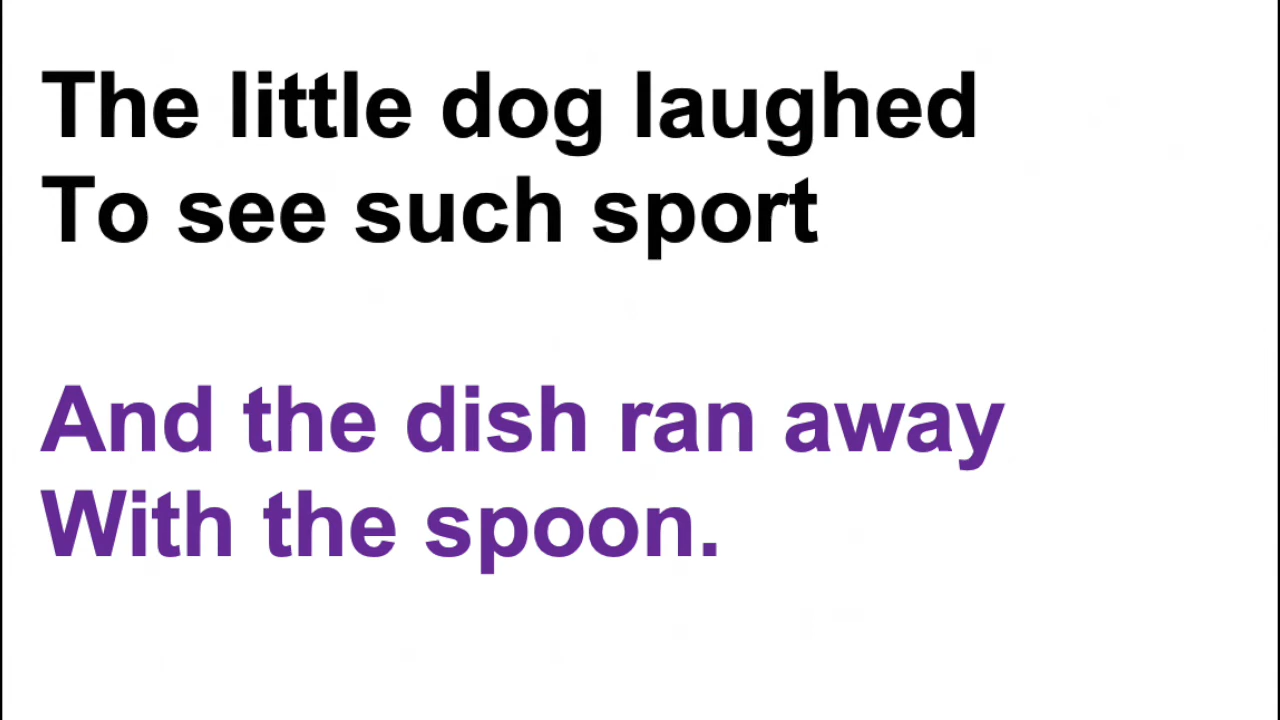 The little dog laughed
To see such sport
And the dish ran away
With the spoon.